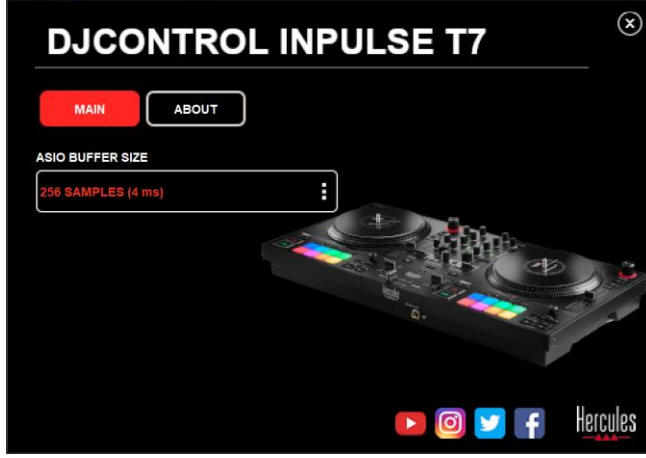 DJCONTROL INPULSE T7
MAIN
ABOUT
ASIO BUFFER SIZE
256 SAMPLES (4 ms)
Hercules